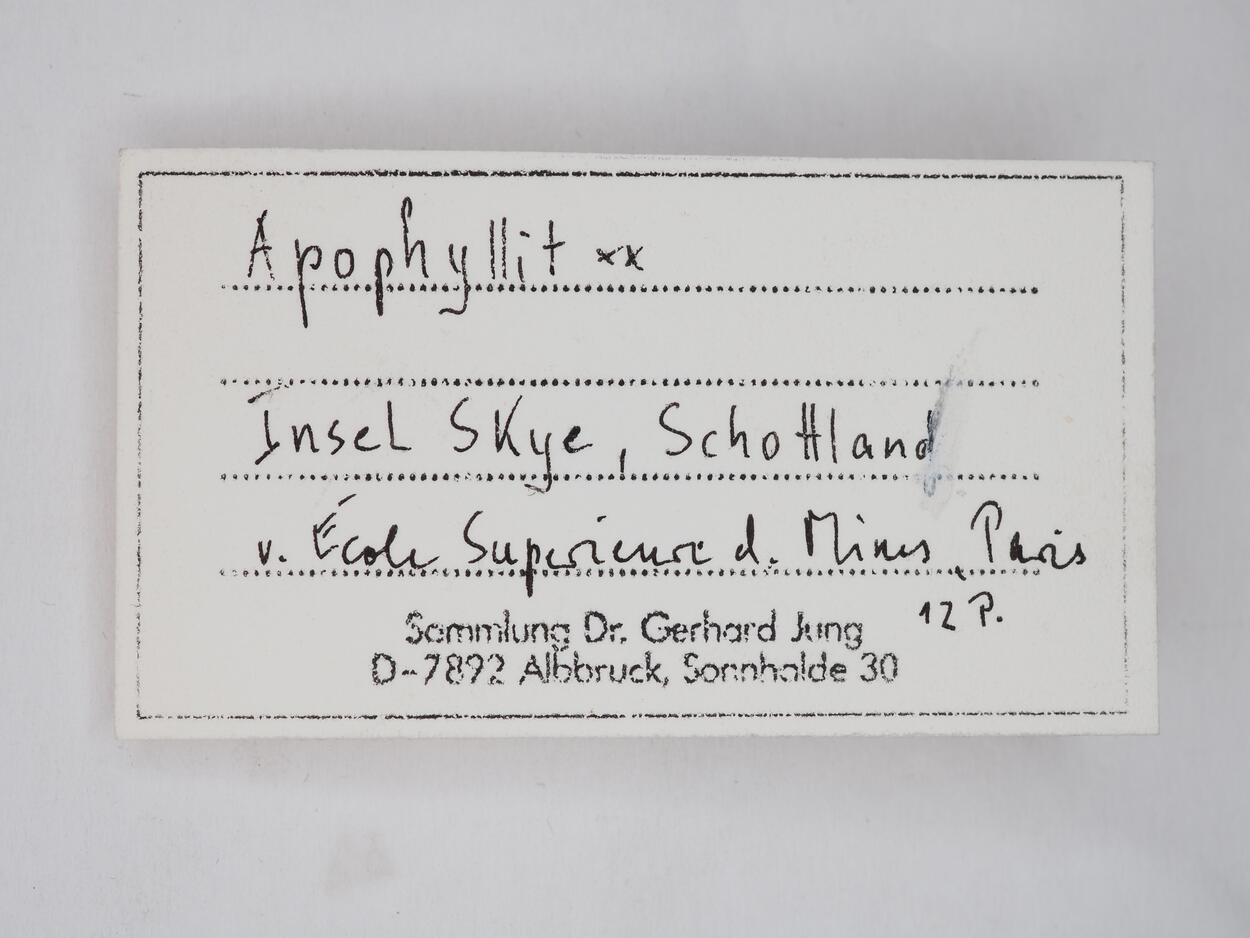 Apophyllit xx
Insel Skye, Schottland
v. École Superieure d. Mines, Paris
12 P.
Sammlung Dr. Gerhard Jung
D-7892 Albbruck, Sonnhalde 30